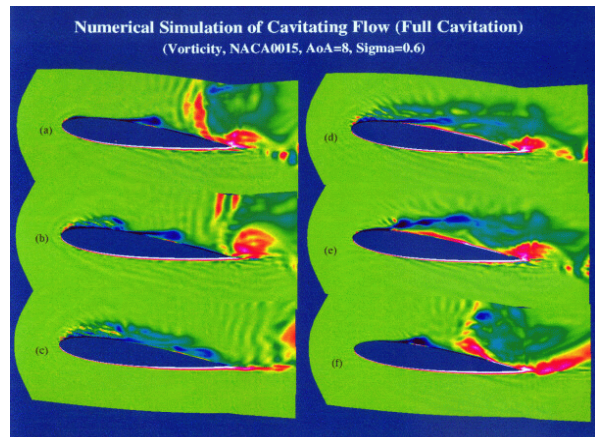 Numerical Simulation of Cavitating Flow (Full Cavitation)
(Vorticity, NACA0015, AoA=8, Sigma=0.6)
(a)
(b)
(c)
(d)
(e)
(f)